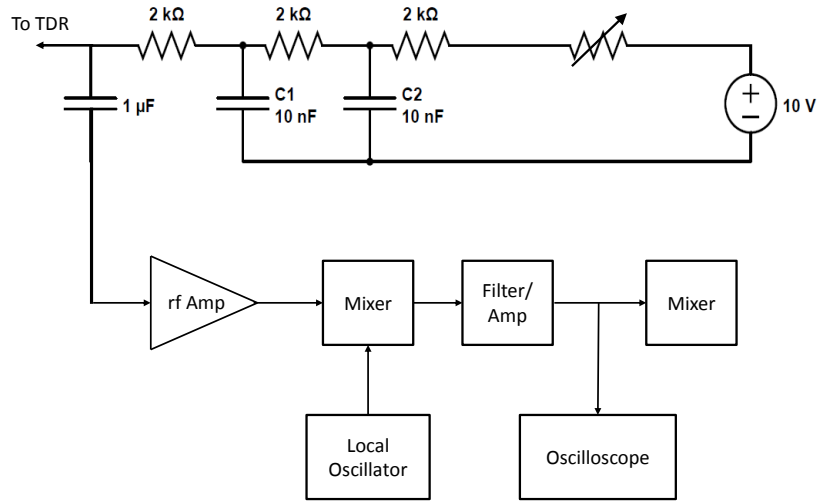 To TDR
2 kΩ
2 kΩ
2 kΩ
1 µF
C1
10 nF
C2
10 nF
+
−
10 V
rf Amp
Mixer
Filter/
Amp
Mixer
Local
Oscillator
Oscilloscope